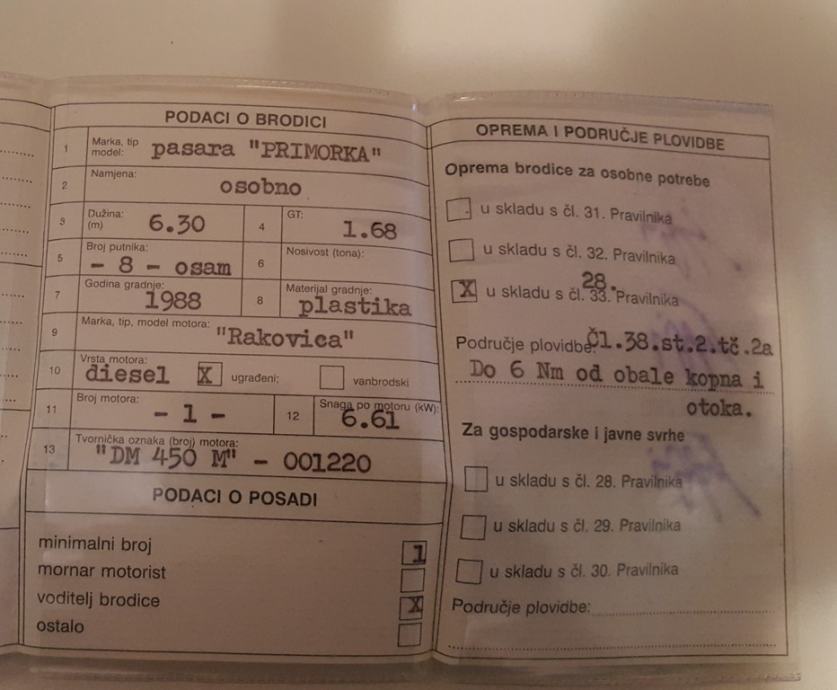 PODACI O BRODICI
1 Marka, tip model: pasara "PRIMORKA"
2 Namjena: osobno
3 Dužina: (m) 6.30 4 GT: 1.68
5 Broj putnika: - 8 - osam 6 Nosivost (tona):
7 Godina gradnje: 1988 8 Materijal gradnje: plastika
9 Marka, tip, model motora: "Rakovica"
10 Vrsta motora: diesel X ugrađeni; vanbrodski
11 Broj motora: - 1 - 12 Snaga po motoru (kW): 6.61
13 Tvornička oznaka (broj) motora: "DM 450 M" - 001220
PODACI O POSADI
minimalni broj 1
mornar motorist
voditelj brodice X
ostalo
OPREMA I PODRUČJE PLOVIDBE
Oprema brodice za osobne potrebe
u skladu s čl. 31. Pravilnika
u skladu s čl. 32. Pravilnika
28.
X u skladu s čl. 33. Pravilnika
Područje plovidbe: Čl.38.st.2.tč.2a
Do 6 Nm od obale kopna i
otoka.
Za gospodarske i javne svrhe
u skladu s čl. 28. Pravilnika
u skladu s čl. 29. Pravilnika
u skladu s čl. 30. Pravilnika
Područje plovidbe: